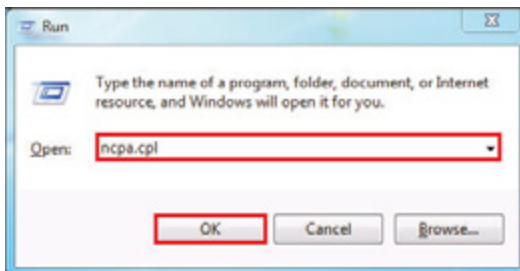 Run
Type the name of a program, folder, document, or Internet
resource, and Windows will open it for you.
Open:
ncpa.cpl
OK
Cancel
Browse...